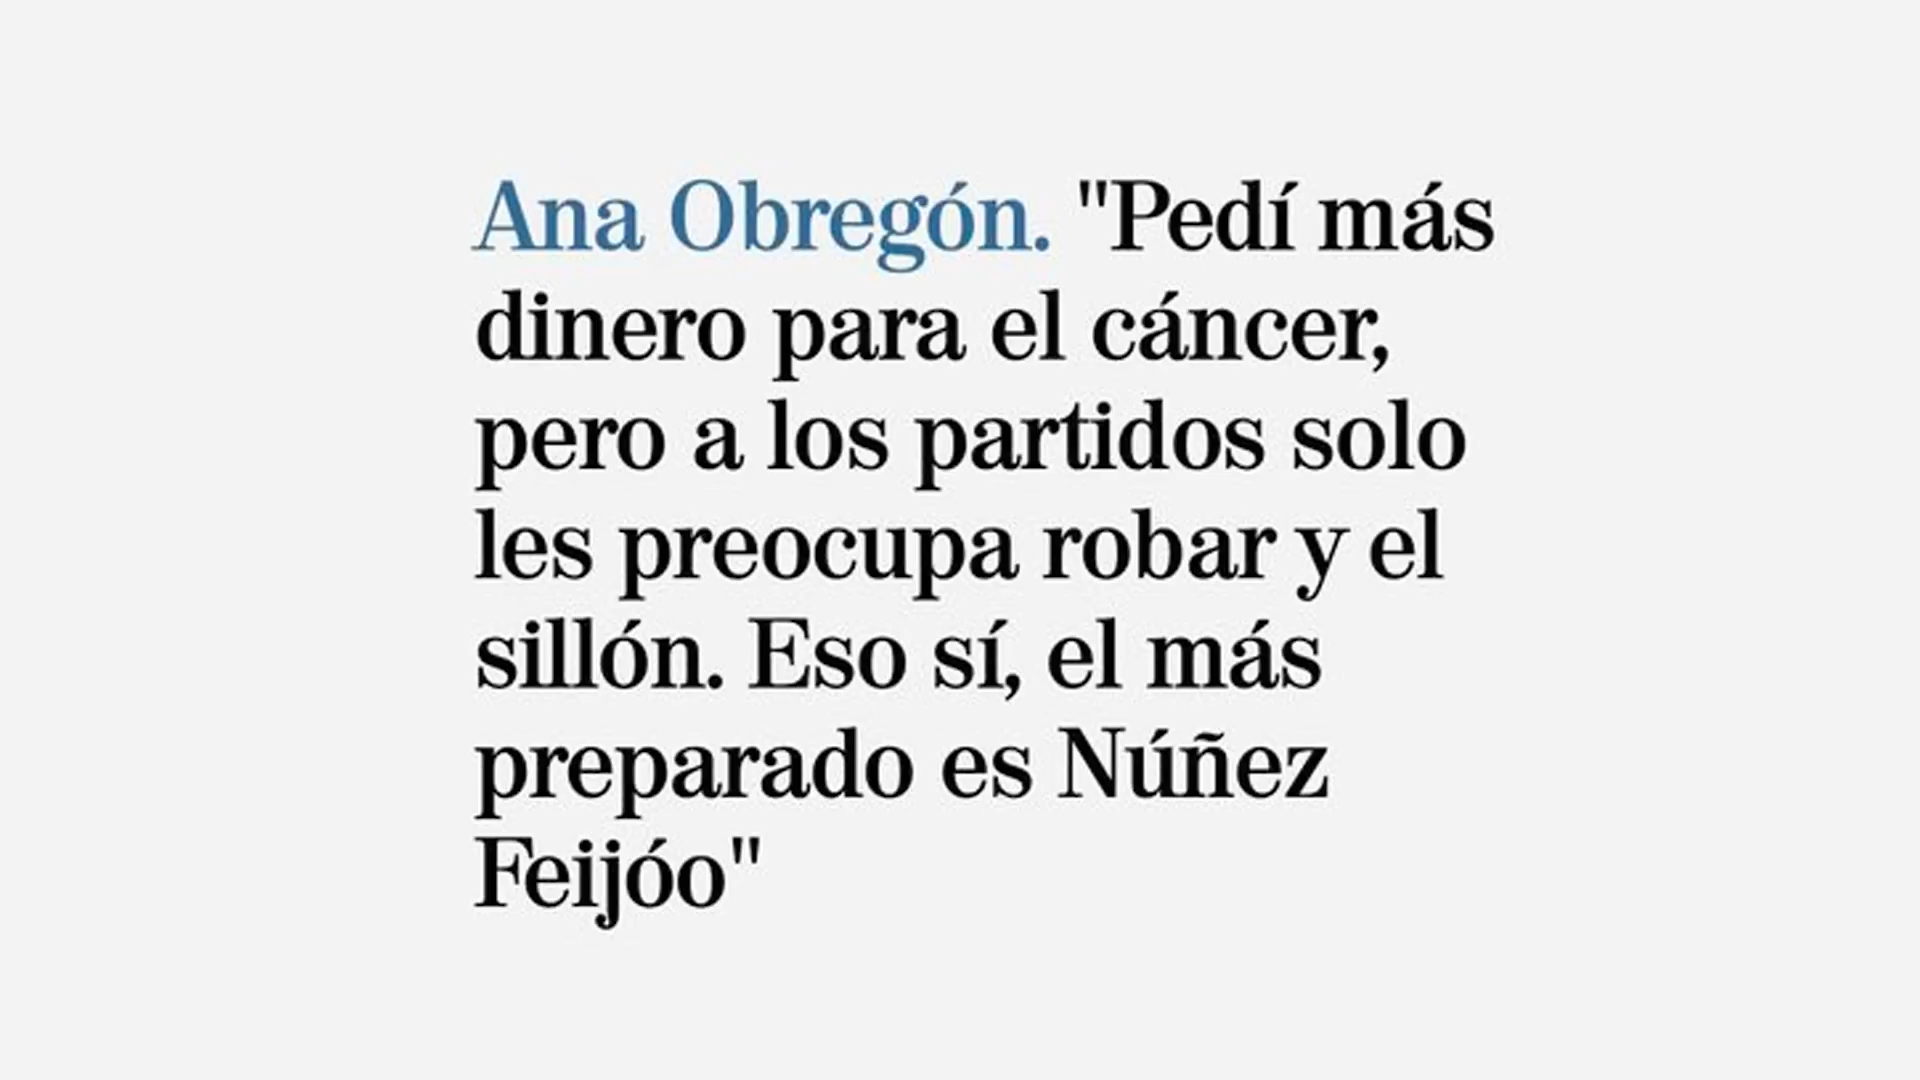 Ana Obregón. "Pedí más
dinero para el cáncer,
pero a los partidos solo
les preocupa robar y el
sillón. Eso sí, el más
preparado es Núñez
Feijóo"